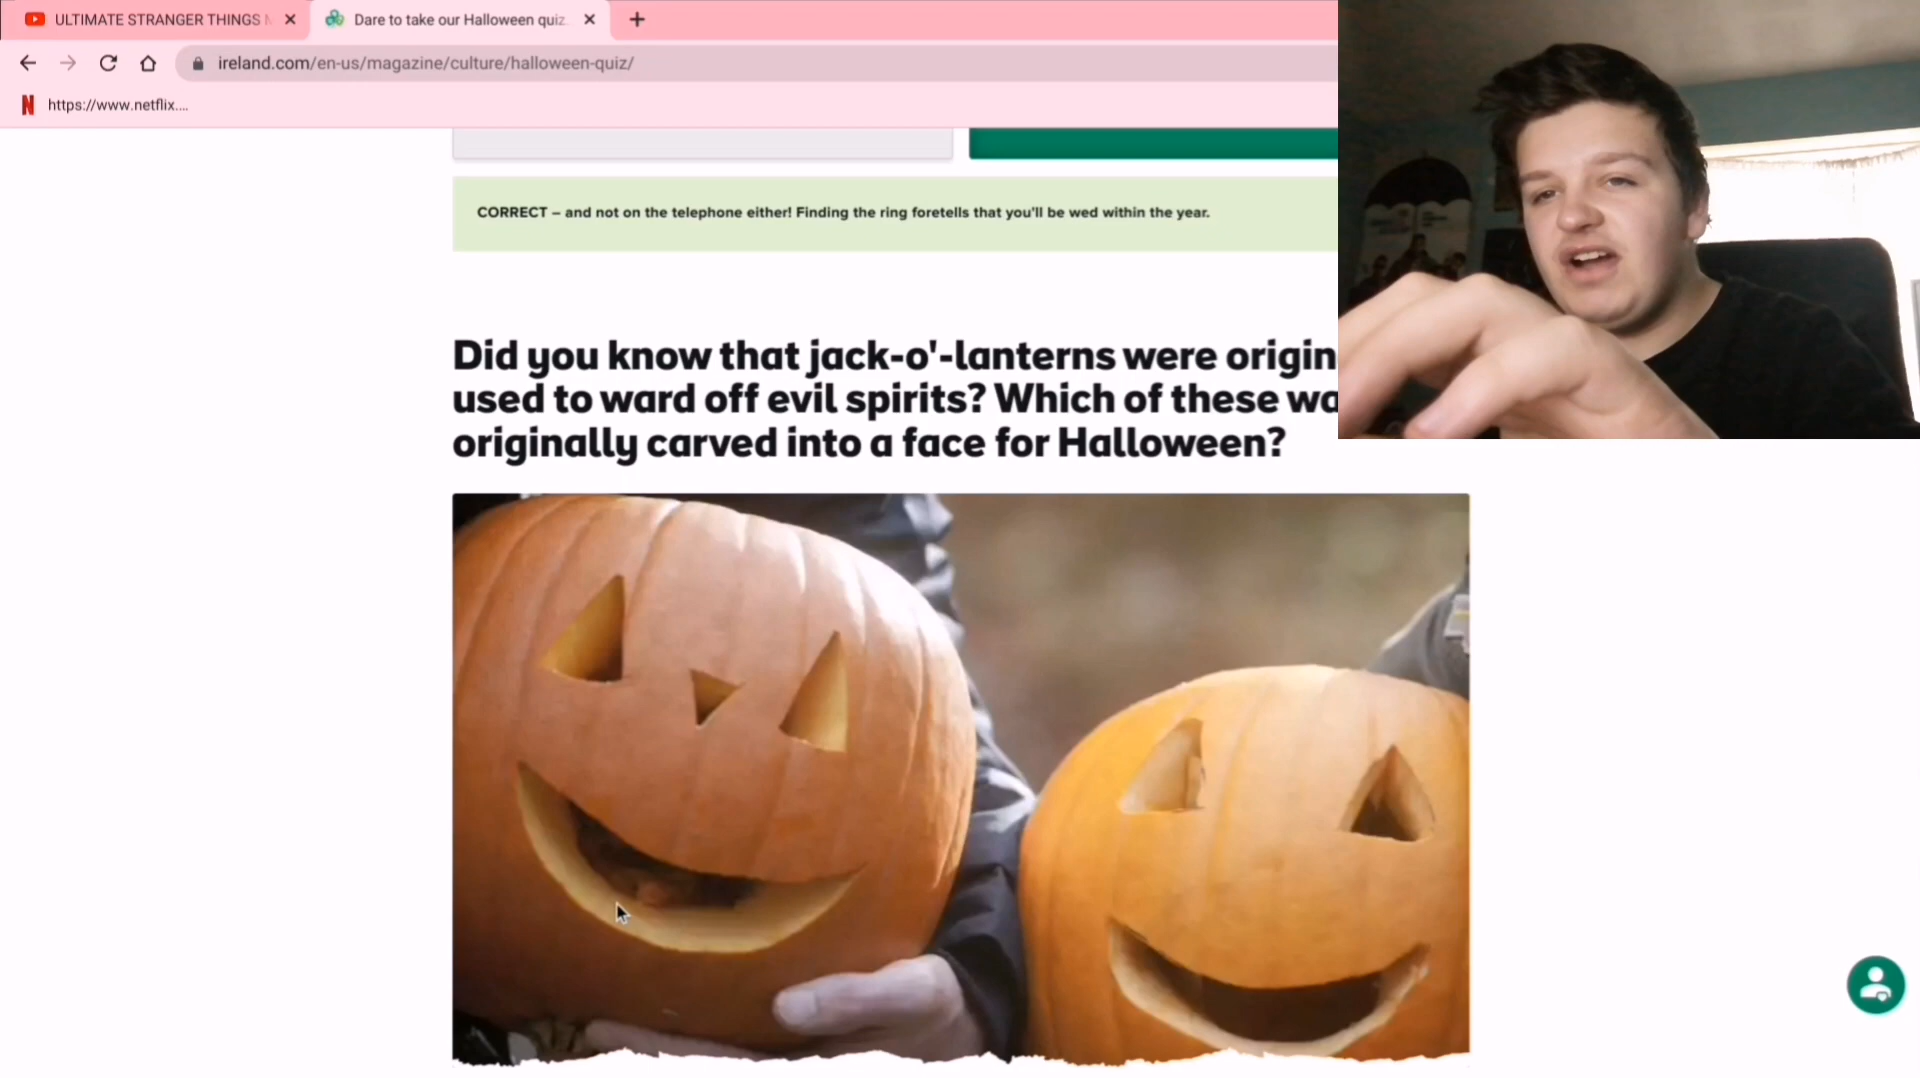 ULTIMATE STRANGER THINGS
Dare to take our Halloween quiz
ireland.com/en-us/magazine/culture/halloween-quiz/
https://www.netflix....
CORRECT – and not on the telephone either! Finding the ring foretells that you'll be wed within the year.
Did you know that jack-o'-lanterns were origin
used to ward off evil spirits? Which of these wa
originally carved into a face for Halloween?